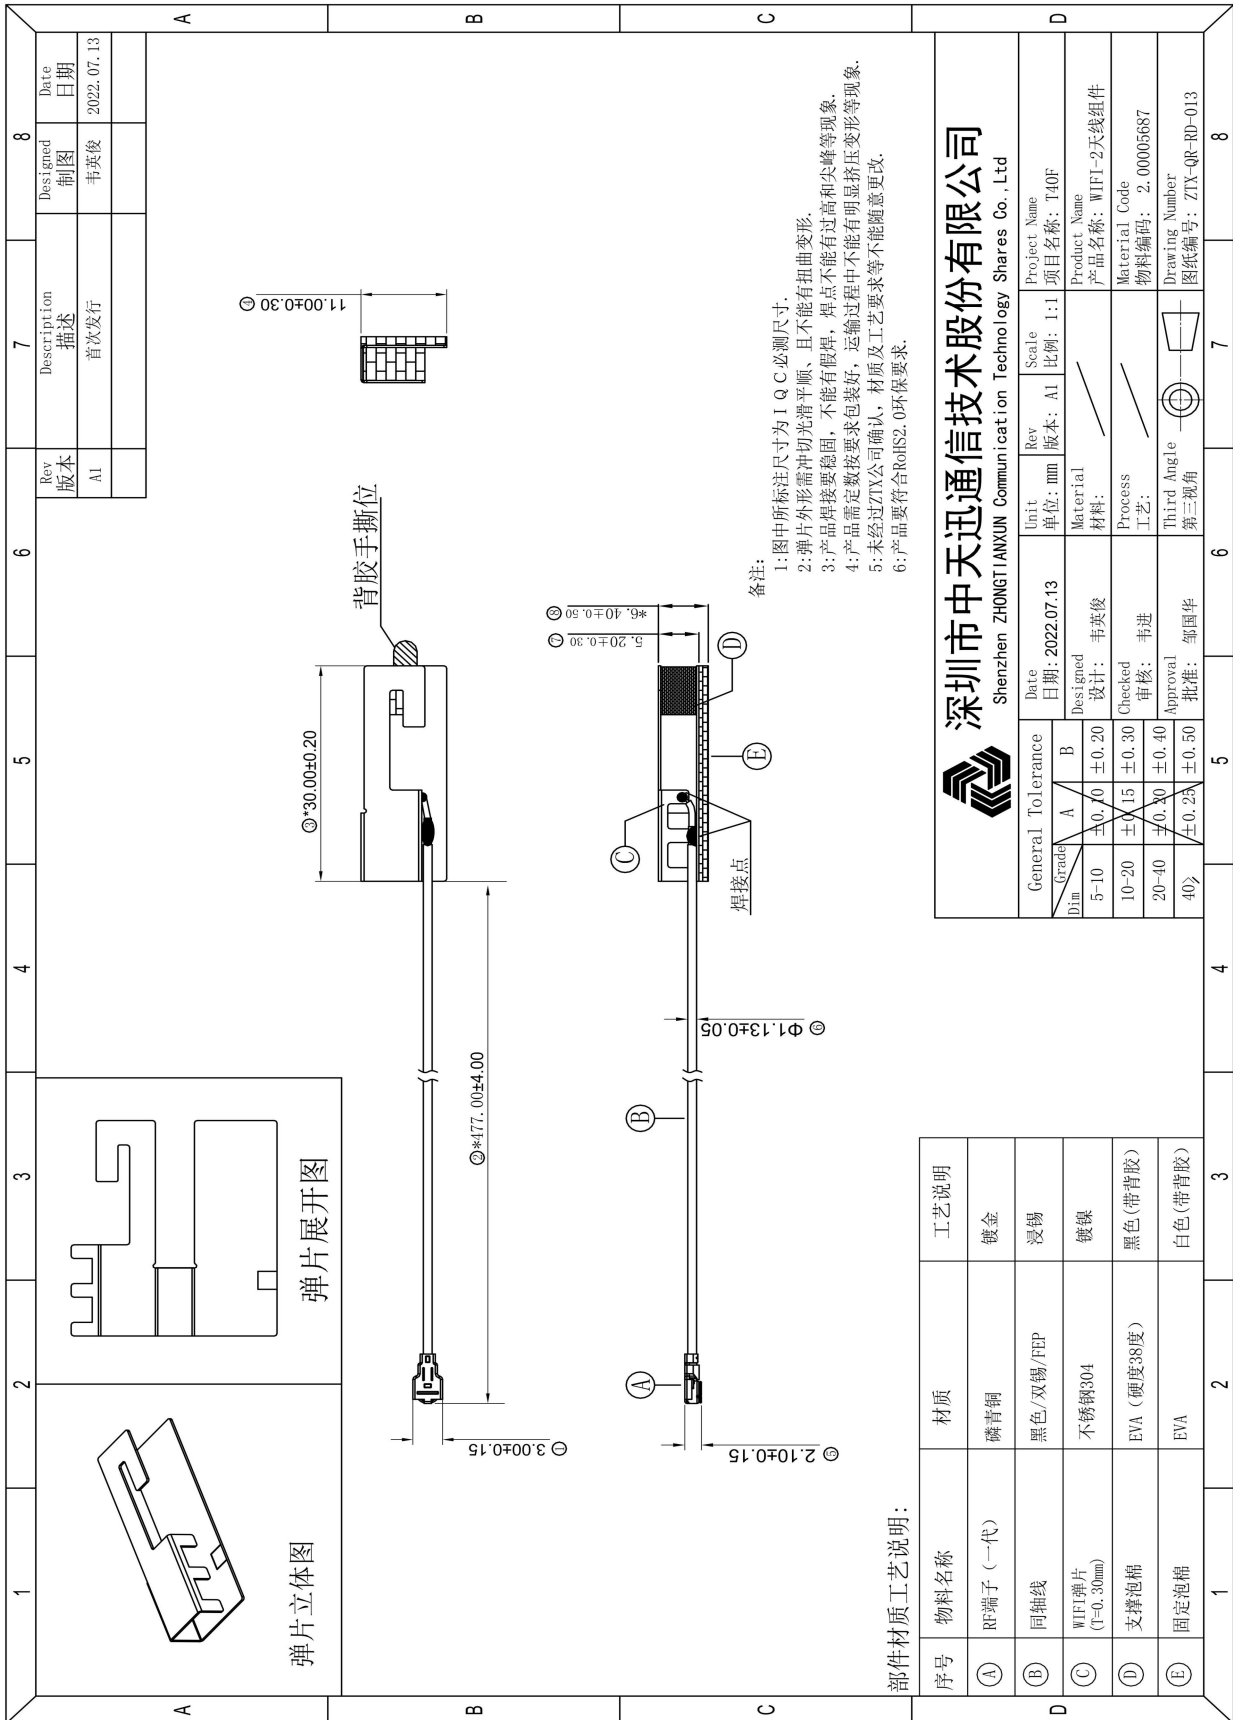 1
2
3
4
5
6
7
8
A
B
C
D
Rev
版本
Description
描述
Designed
制图
Date
日期
A1
首次发行
韦英俊
2022.07.13
弹片立体图
弹片展开图
③*30.00±0.20
背胶手撕位
④ 11.00±0.30
②*477.00±4.00
① 3.00±0.15
A
B
C
D
E
⑤ 2.10±0.15
⑥ Φ1.13±0.05
⑦ 5.20±0.30
⑧ *6.40±0.50
焊接点
备注:
1:图中所标注尺寸为IQC必测尺寸.
2:弹片外形需冲切光滑平顺、且不能有扭曲变形.
3:产品焊接要稳固, 不能有假焊, 焊点不能有过高和尖峰等现象.
4:产品需定数按要求包装好, 运输过程中不能有明显挤压变形等现象.
5:未经过ZTX公司确认, 材质及工艺要求等不能随意更改.
6:产品要符合RoHS2.0环保要求.
部件材质工艺说明:
序号 物料名称 材质 工艺说明
A RF端子（一代） 磷青铜 镀金
B 同轴线 黑色/双锡/FEP 浸锡
C WIFI弹片 (T=0.30mm) 不锈钢304 镀镍
D 支撑泡棉 EVA（硬度38度） 黑色(带背胶)
E 固定泡棉 EVA 白色(带背胶)
深圳市中天迅通信技术股份有限公司
Shenzhen ZHONGTIANXUN Communication Technology Shares Co.,Ltd
General Tolerance
Dim Grade A B
5-10 ±0.10 ±0.20
10-20 ±0.15 ±0.30
20-40 ±0.20 ±0.40
40> ±0.25 ±0.50
Date
日期: 2022.07.13
Designed
设计: 韦英俊
Checked
审核: 韦进
Approval
批准: 邹国华
Unit
单位: mm
Rev
版本: A1
Scale
比例: 1:1
Material
材料:
Process
工艺:
Third Angle
第三视角
Project Name
项目名称: T40F
Product Name
产品名称: WIFI-2天线组件
Material Code
物料编码: 2.00005687
Drawing Number
图纸编号: ZTX-QR-RD-013
A
B
C
D
1
2
3
4
5
6
7
8